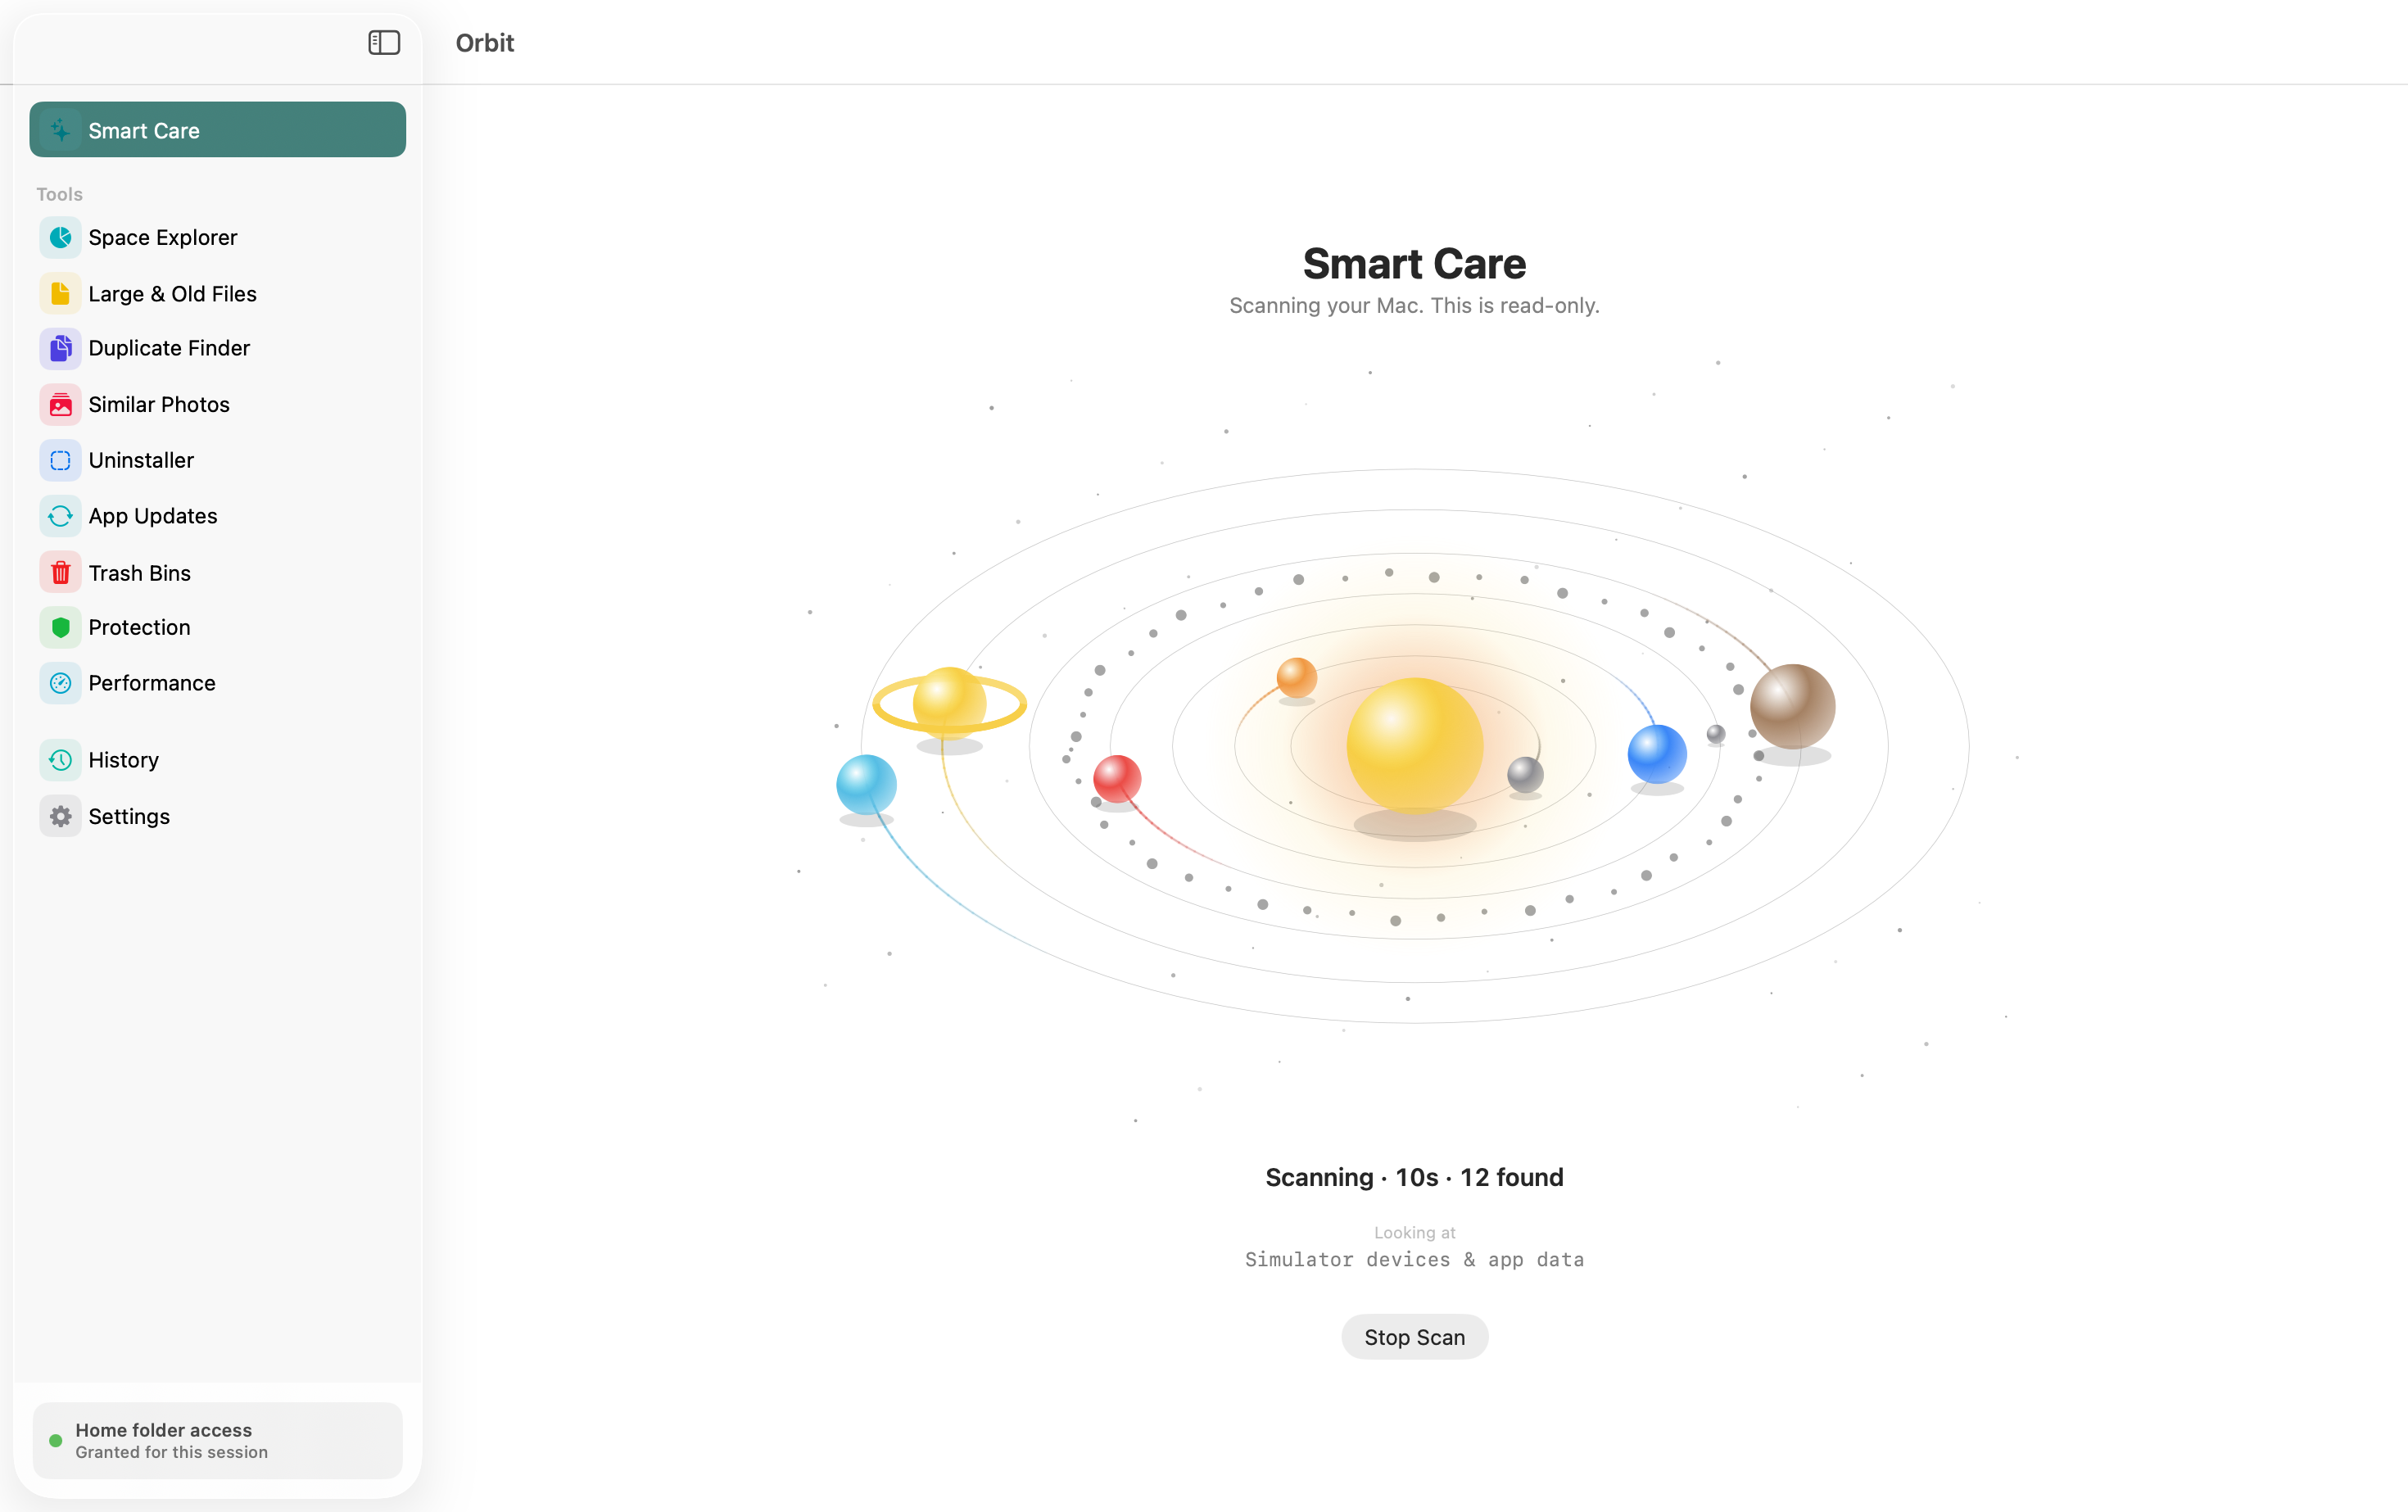 Orbit
Smart Care
Tools
Space Explorer
Large & Old Files
Duplicate Finder
Similar Photos
Uninstaller
App Updates
Trash Bins
Protection
Performance
History
Settings
Home folder access
Granted for this session
Smart Care
Scanning your Mac. This is read-only.
Scanning · 10s · 12 found
Looking at
Simulator devices & app data
Stop Scan